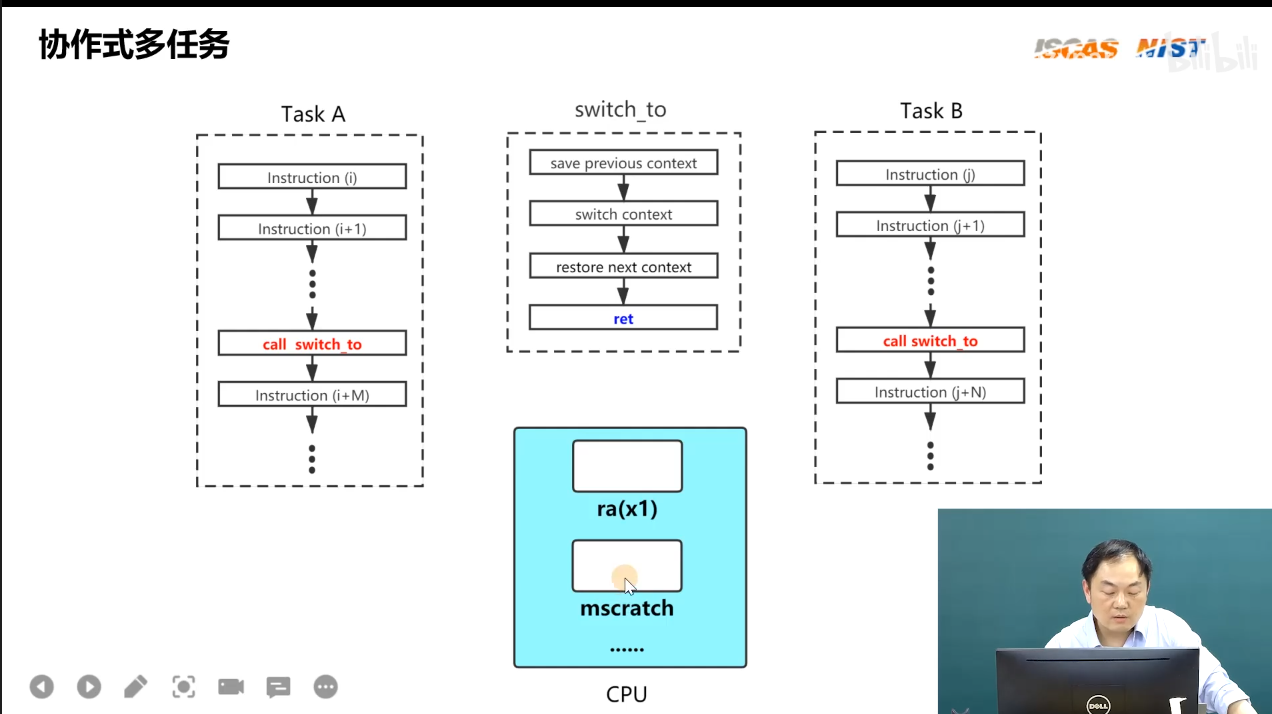 协作式多任务
ISCAS NIST
bilibili
Task A
Instruction (i)
Instruction (i+1)
call switch_to
Instruction (i+M)
switch_to
save previous context
switch context
restore next context
ret
Task B
Instruction (j)
Instruction (j+1)
call switch_to
Instruction (j+N)
ra(x1)
mscratch
......
CPU
DELL